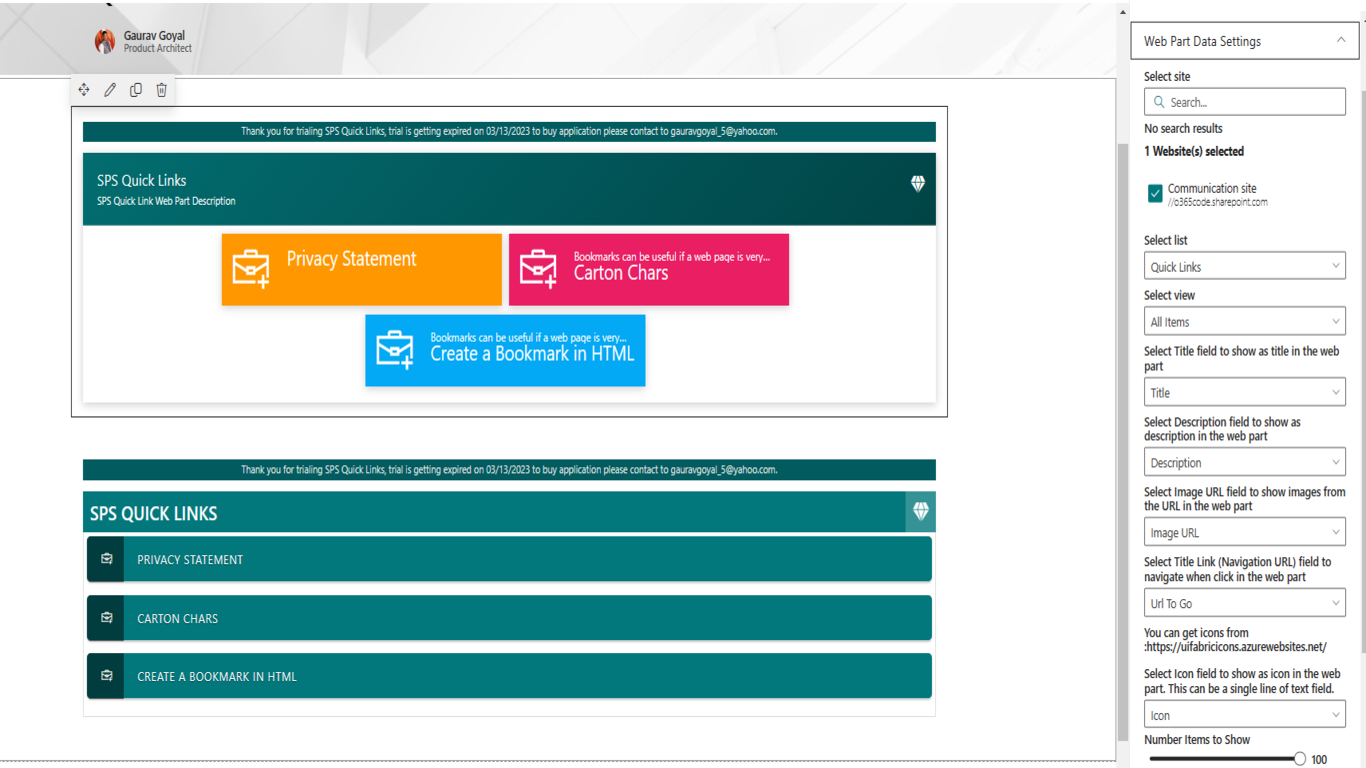 Gaurav Goyal
Product Architect
Thank you for trialing SPS Quick Links, trial is getting expired on 03/13/2023 to buy application please contact to gauravgoyal_5@yahoo.com.
SPS Quick Links
SPS Quick Link Web Part Description
Privacy Statement
Bookmarks can be useful if a web page is very...
Carton Chars
Bookmarks can be useful if a web page is very...
Create a Bookmark in HTML
Thank you for trialing SPS Quick Links, trial is getting expired on 03/13/2023 to buy application please contact to gauravgoyal_5@yahoo.com.
SPS QUICK LINKS
PRIVACY STATEMENT
CARTON CHARS
CREATE A BOOKMARK IN HTML
Web Part Data Settings
Select site
Search...
No search results
1 Website(s) selected
Communication site
//o365code.sharepoint.com
Select list
Quick Links
Select view
All Items
Select Title field to show as title in the web
part
Title
Select Description field to show as
description in the web part
Description
Select Image URL field to show images from
the URL in the web part
Image URL
Select Title Link (Navigation URL) field to
navigate when click in the web part
Url To Go
You can get icons from
:https://uifabricicons.azurewebsites.net/
Select Icon field to show as icon in the web
part. This can be a single line of text field.
Icon
Number Items to Show
100